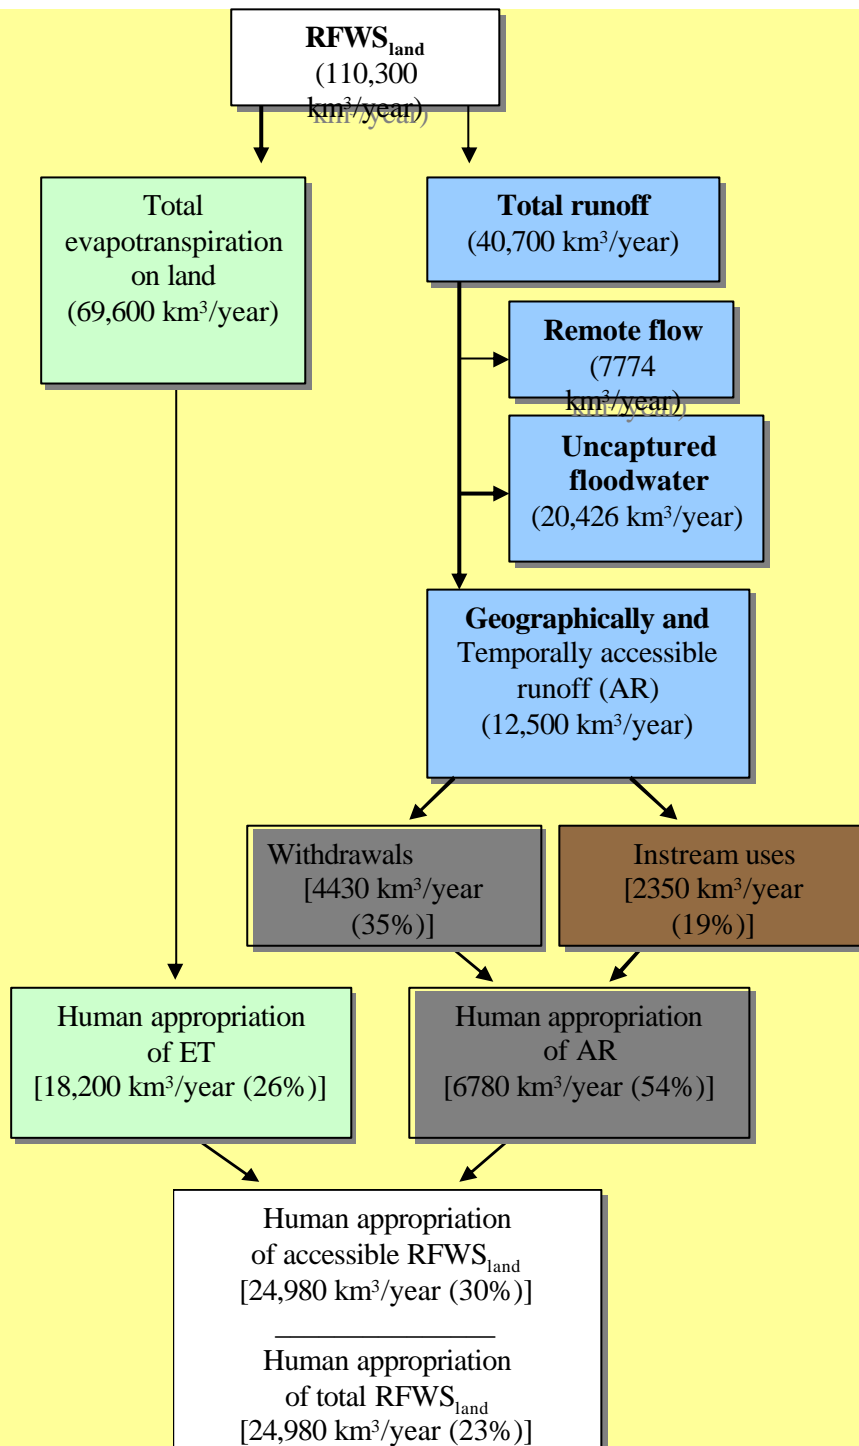 RFWS_land
(110,300
km³/year)
Total
evapotranspiration
on land
(69,600 km³/year)
Total runoff
(40,700 km³/year)
Remote flow
(7774
km³/year)
Uncaptured
floodwater
(20,426 km³/year)
Geographically and
Temporally accessible
runoff (AR)
(12,500 km³/year)
Withdrawals
[4430 km³/year
(35%)]
Instream uses
[2350 km³/year
(19%)]
Human appropriation
of ET
[18,200 km³/year (26%)]
Human appropriation
of AR
[6780 km³/year (54%)]
Human appropriation
of accessible RFWS_land
[24,980 km³/year (30%)]
Human appropriation
of total RFWS_land
[24,980 km³/year (23%)]